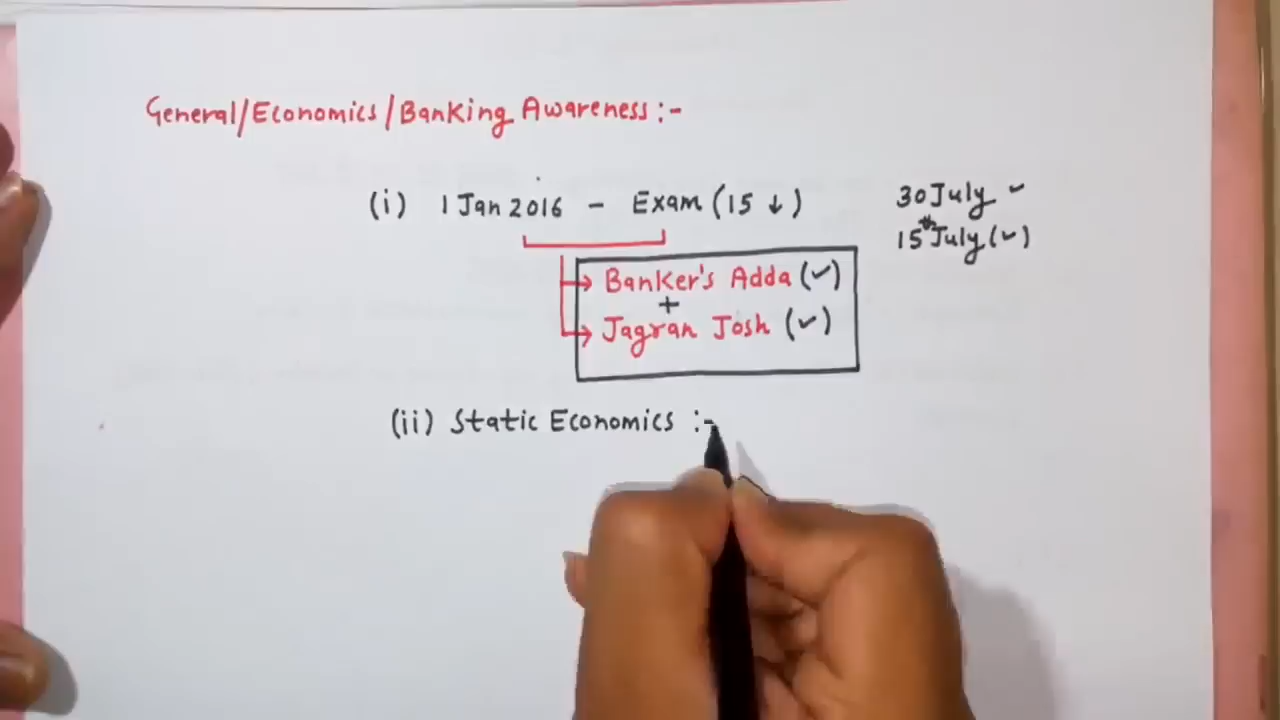 General/Economics/Banking Awareness:-
(i) 1 Jan 2016 - Exam (15 ↓)
30 July ✓
15th July (✓)
→ Banker's Adda (✓)
+
→ Jagran Josh (✓)
(ii) Static Economics :-